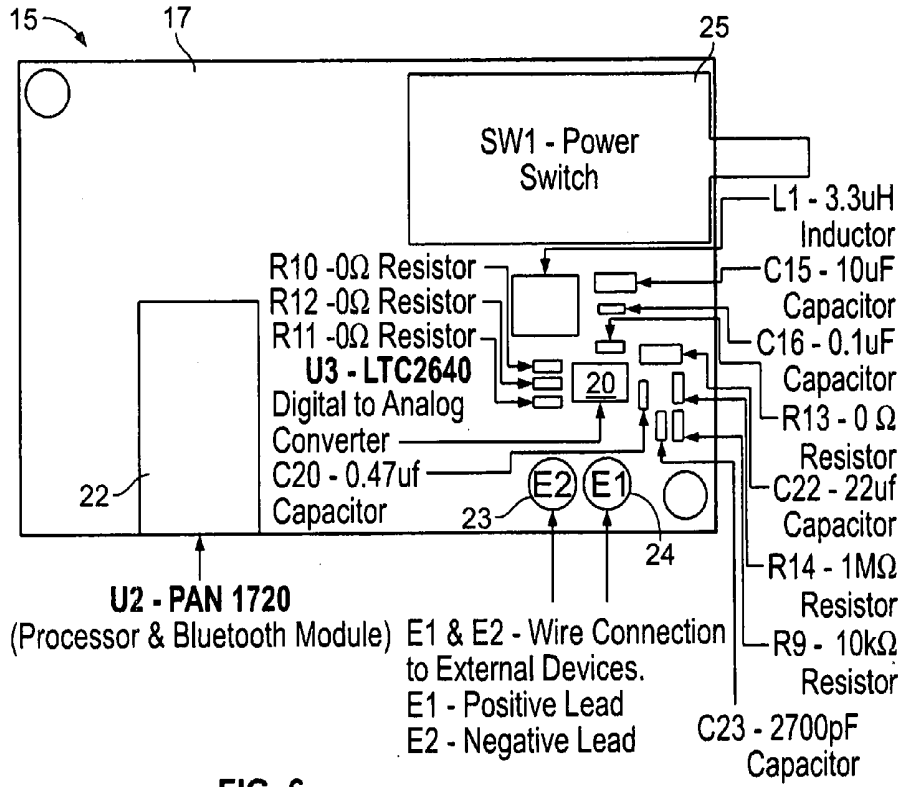 15
17
25
SW1 - Power
Switch
L1 - 3.3uH
Inductor
R10 -0Ω Resistor
R12 -0Ω Resistor
R11 -0Ω Resistor
U3 - LTC2640
Digital to Analog
Converter
C20 - 0.47uf
Capacitor
20
C15 - 10uF
Capacitor
C16 - 0.1uF
Capacitor
R13 - 0 Ω
Resistor
C22 - 22uf
Capacitor
R14 - 1MΩ
Resistor
R9 - 10kΩ
Resistor
C23 - 2700pF
Capacitor
22
23
E2
E1
24
U2 - PAN 1720
(Processor & Bluetooth Module)
E1 & E2 - Wire Connection
to External Devices.
E1 - Positive Lead
E2 - Negative Lead